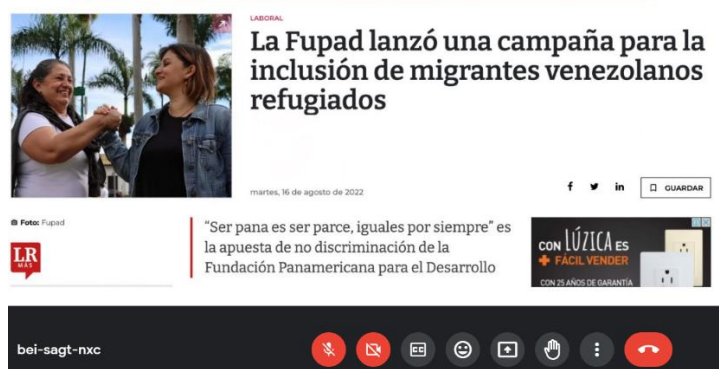 LABORAL
La Fupad lanzó una campaña para la
inclusión de migrantes venezolanos
refugiados
martes, 16 de agosto de 2022
f in GUARDAR
Foto: Fupad
LR
MÁS
“Ser pana es ser parce, iguales por siempre” es
la apuesta de no discriminación de la
Fundación Panamericana para el Desarrollo
CON LÚZICA ES
+ FÁCIL VENDER
CON 25 AÑOS DE GARANTÍA
bei-sagt-nxc
CC